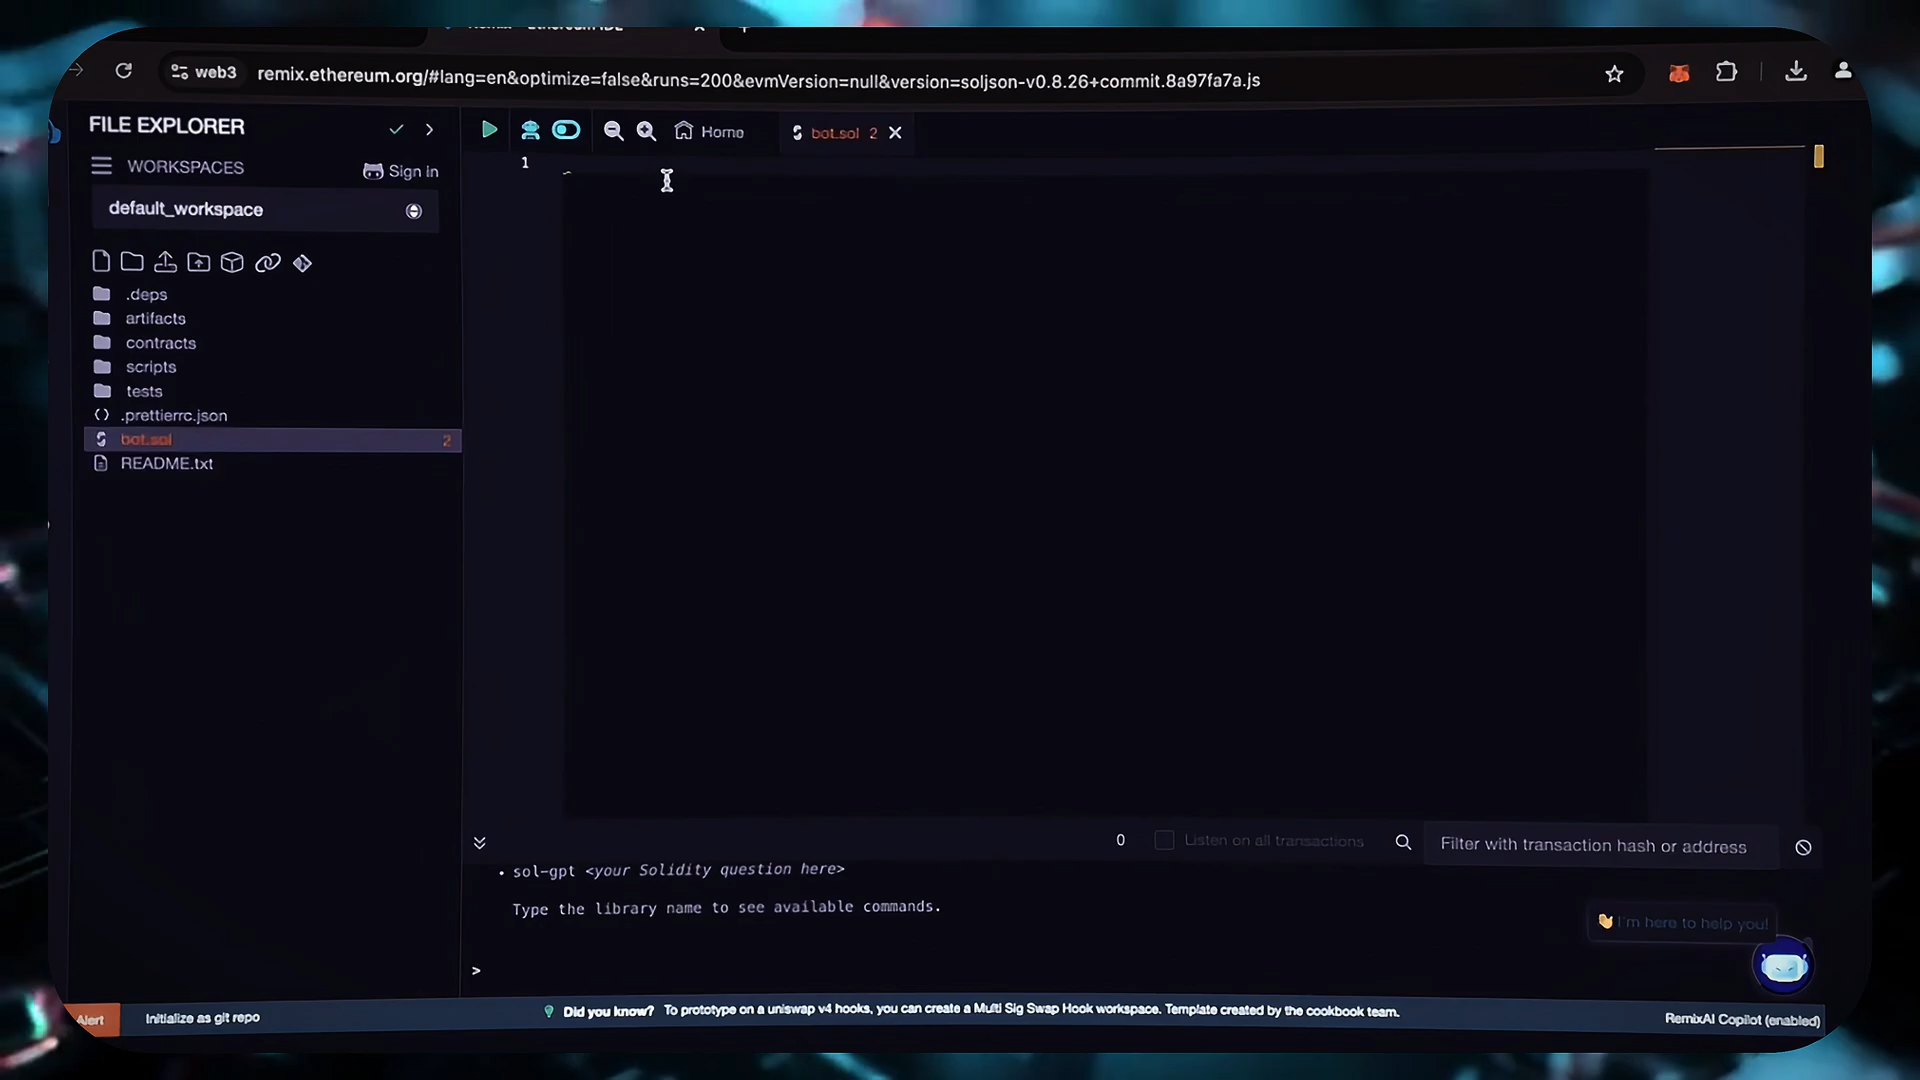 web3
remix.ethereum.org/#lang=en&optimize=false&runs=200&evmVersion=null&version=soljson-v0.8.26+commit.8a97fa7a.js
FILE EXPLORER
WORKSPACES
Sign in
default_workspace
.deps
artifacts
contracts
scripts
tests
.prettierrc.json
bot.sol 2
README.txt
Home
bot.sol 2
1
0
Listen on all transactions
Filter with transaction hash or address
• sol-gpt <your Solidity question here>
Type the library name to see available commands.
👋 I'm here to help you!
>
Alert
Initialize as git repo
Did you know? To prototype on a uniswap v4 hooks, you can create a Multi Sig Swap Hook workspace. Template created by the cookbook team.
RemixAI Copilot (enabled)